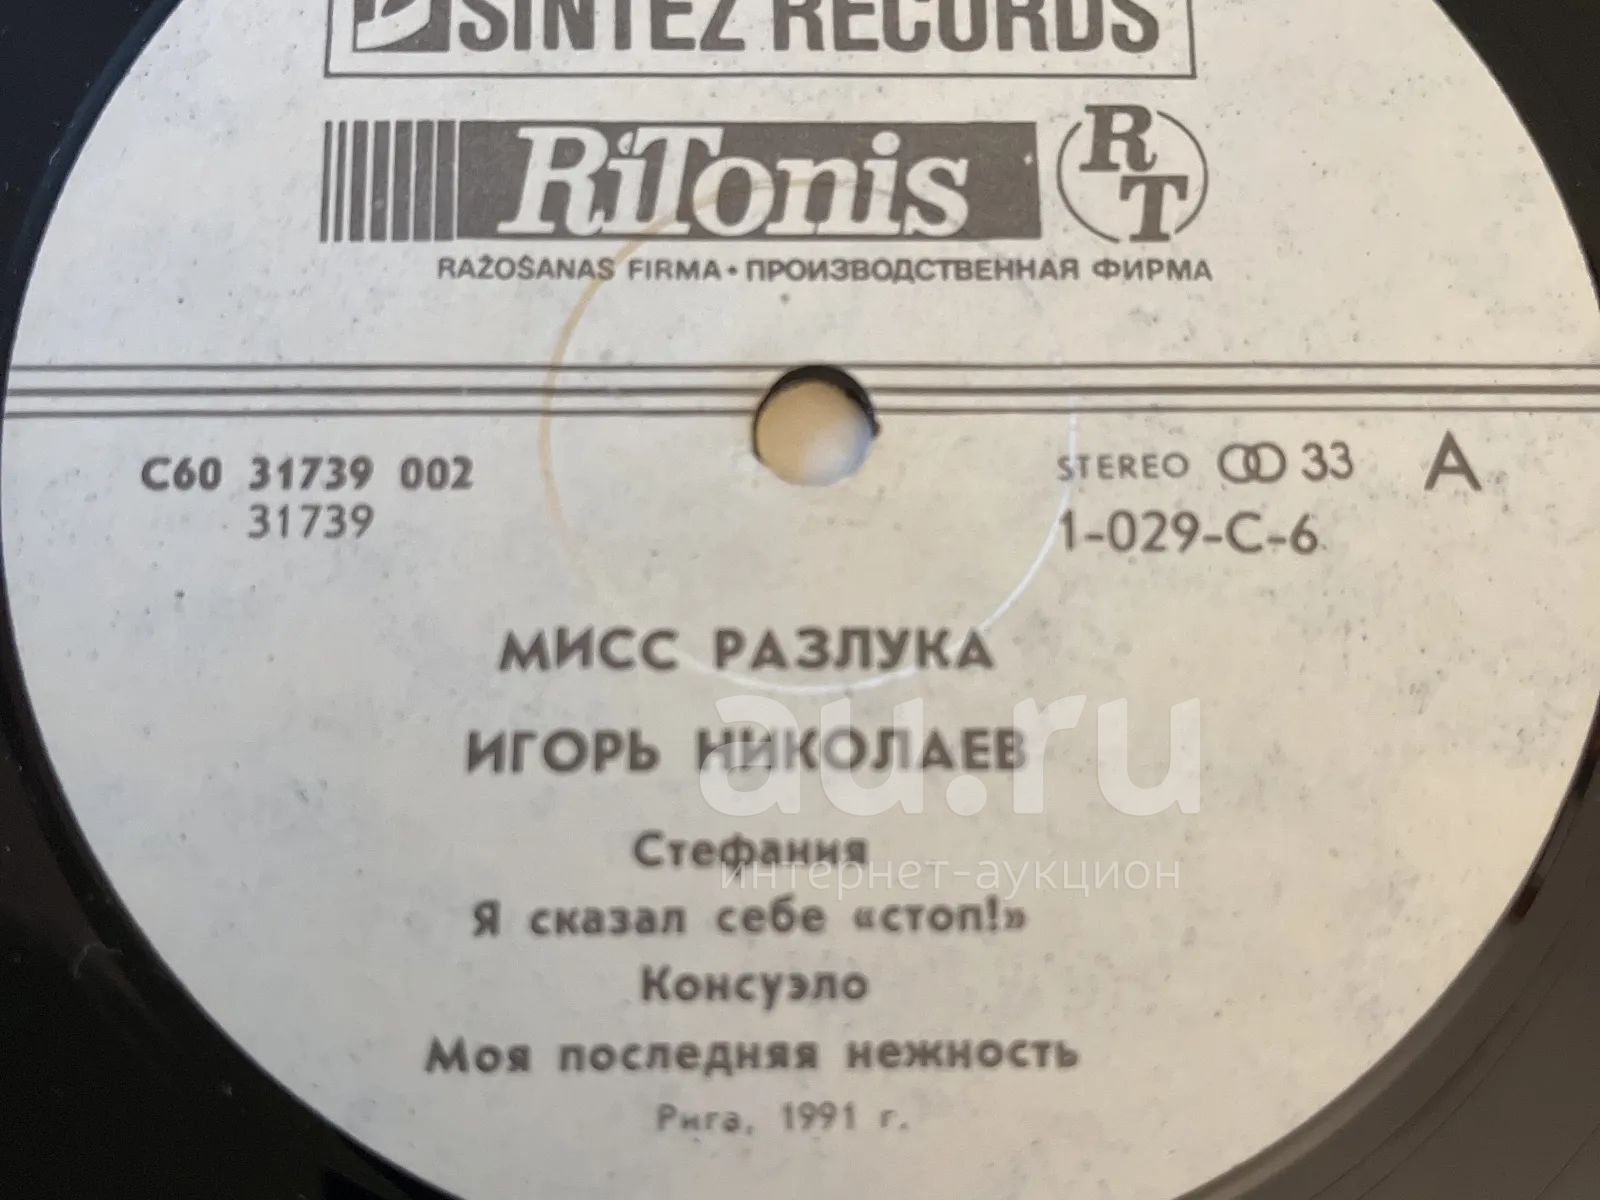 SINTEZ RECORDS
RiTonis RT
RAŽOŠANAS FIRMA • ПРОИЗВОДСТВЕННАЯ ФИРМА
С60 31739 002
31739
STEREO 33 A
1-029-С-6
МИСС РАЗЛУКА
ИГОРЬ НИКОЛАЕВ
au.ru
Стефания
интернет-аукцион
Я сказал себе «стоп!»
Консуэло
Моя последняя нежность
Рига, 1991 г.